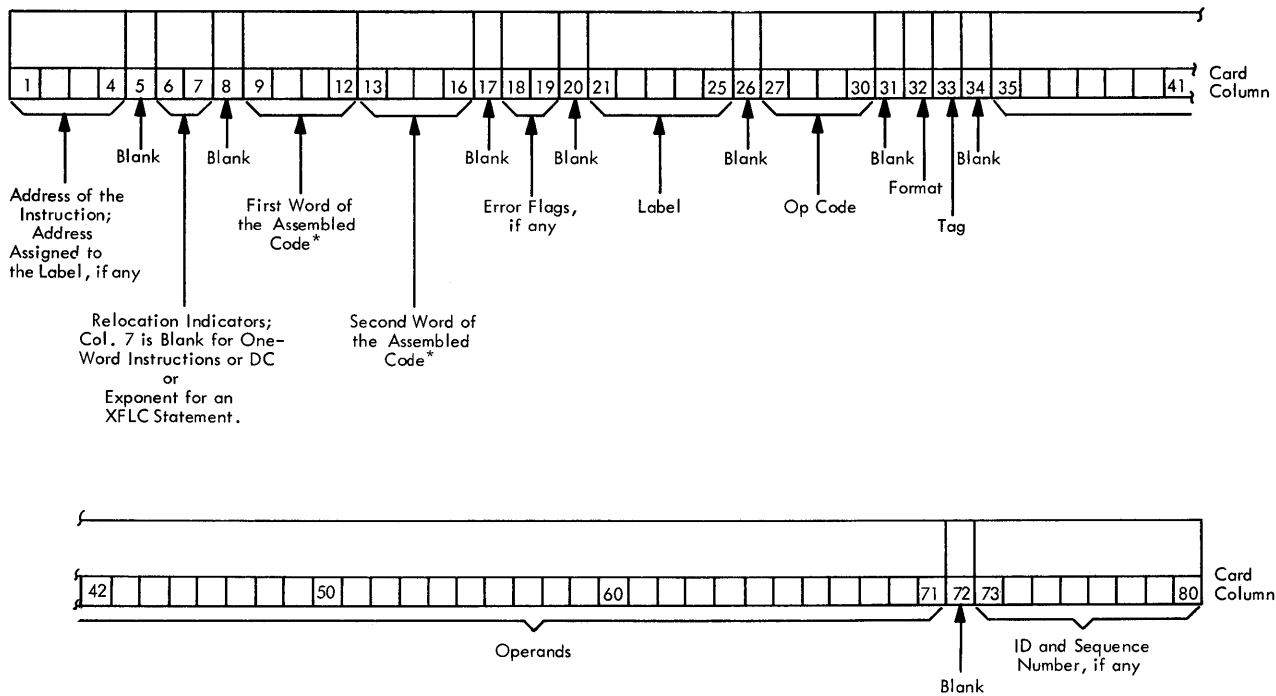 1 4 5 6 7 8 9 12 13 16 17 18 19 20 21 25 26 27 30 31 32 33 34 35 41
Card
Column
Blank Blank Blank Blank Blank Blank Blank
Format
Tag
Address of the
Instruction;
Address
Assigned to
the Label, if any
First Word of
the Assembled
Code*
Error Flags,
if any
Label
Op Code
Relocation Indicators;
Col. 7 is Blank for One-
Word Instructions or DC
or
Exponent for an
XFLC Statement.
Second Word of
the Assembled
Code*
42 50 60 71 72 73 80
Card
Column
Operands
Blank
ID and Sequence
Number, if any